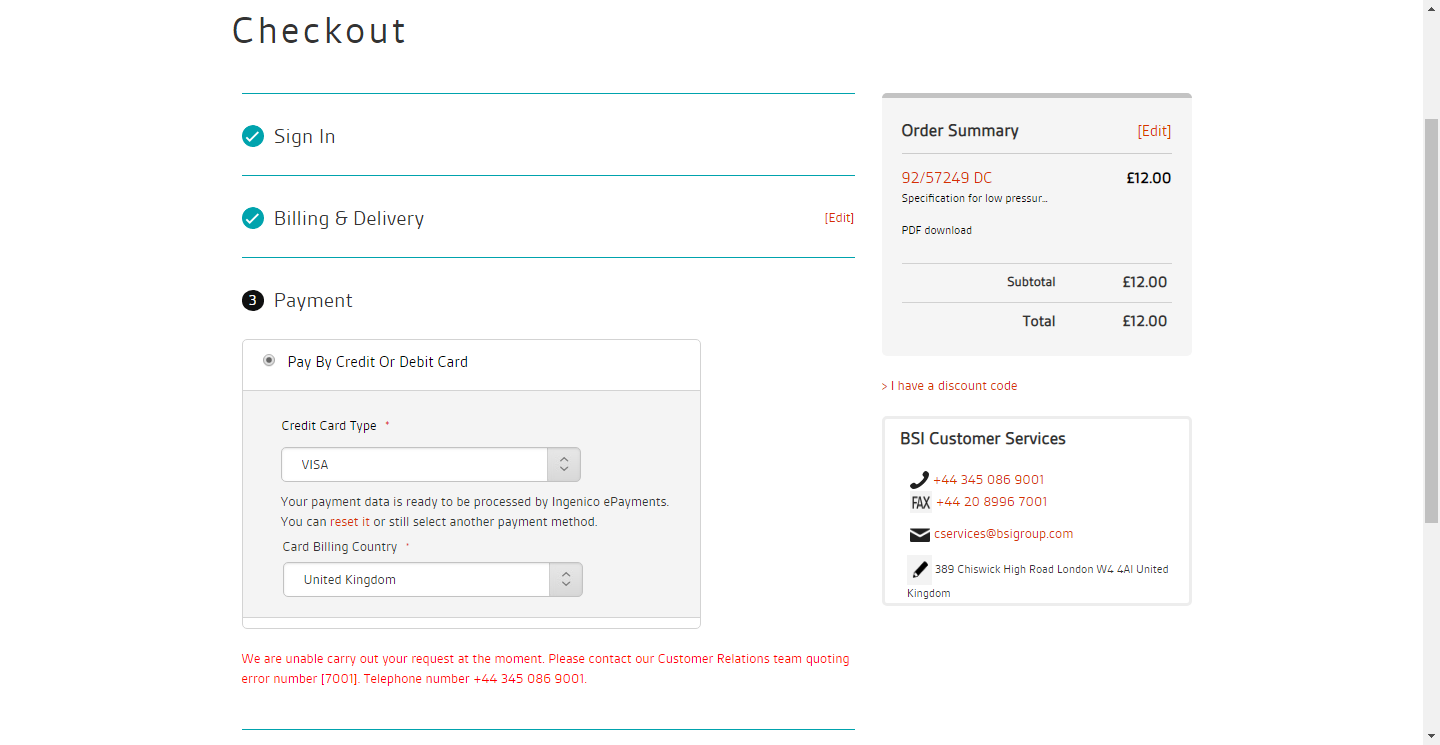 Checkout
Sign In
Billing & Delivery
[Edit]
3
Payment
Pay By Credit Or Debit Card
Credit Card Type *
VISA
Your payment data is ready to be processed by Ingenico ePayments.
You can reset it or still select another payment method.
Card Billing Country *
United Kingdom
We are unable carry out your request at the moment. Please contact our Customer Relations team quoting
error number [7001]. Telephone number +44 345 086 9001.
Order Summary [Edit]
92/57249 DC £12.00
Specification for low pressur...
PDF download
Subtotal £12.00
Total £12.00
> I have a discount code
BSI Customer Services
+44 345 086 9001
FAX +44 20 8996 7001
cservices@bsigroup.com
389 Chiswick High Road London W4 4Al United
Kingdom